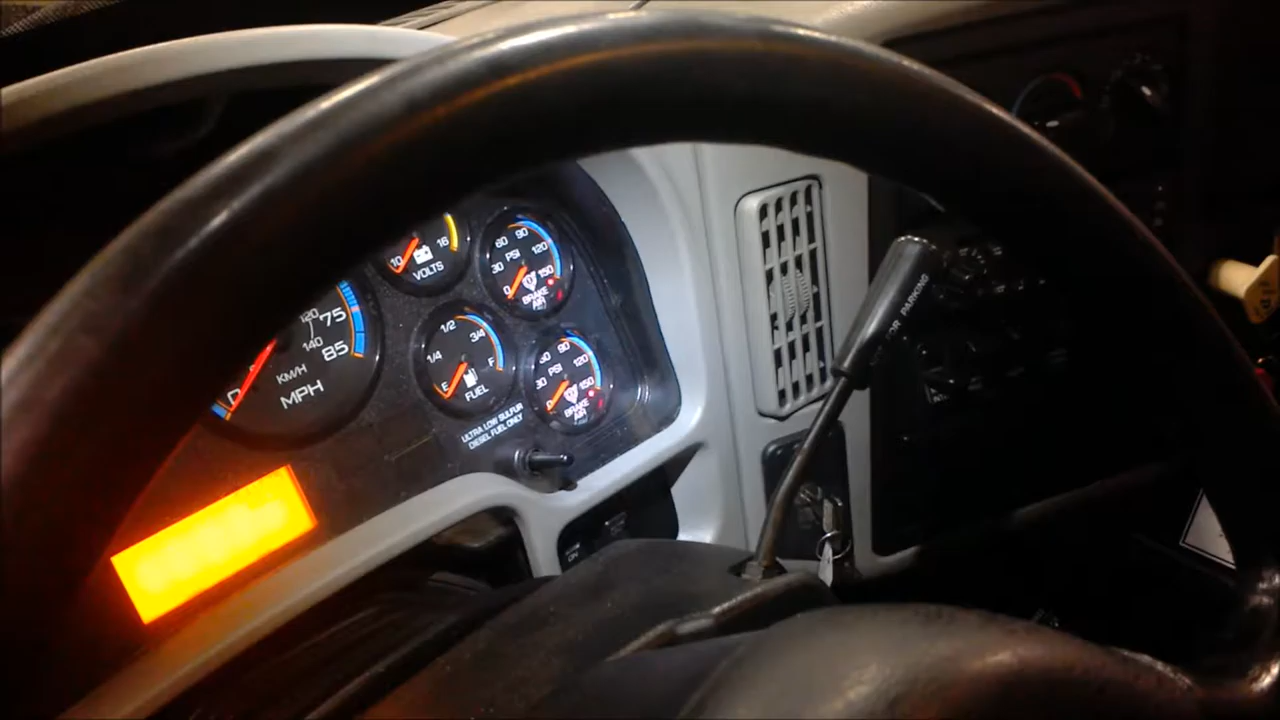 10
16
VOLTS
0
30
60
90
120
150
PSI
BRAKE
AIR
120
140
75
85
KM/H
MPH
E
1/4
1/2
3/4
F
FUEL
0
30
90
120
150
PSI
BRAKE
AIR
ULTRA LOW SULFUR
DIESEL FUEL ONLY
OR PARKING
ON